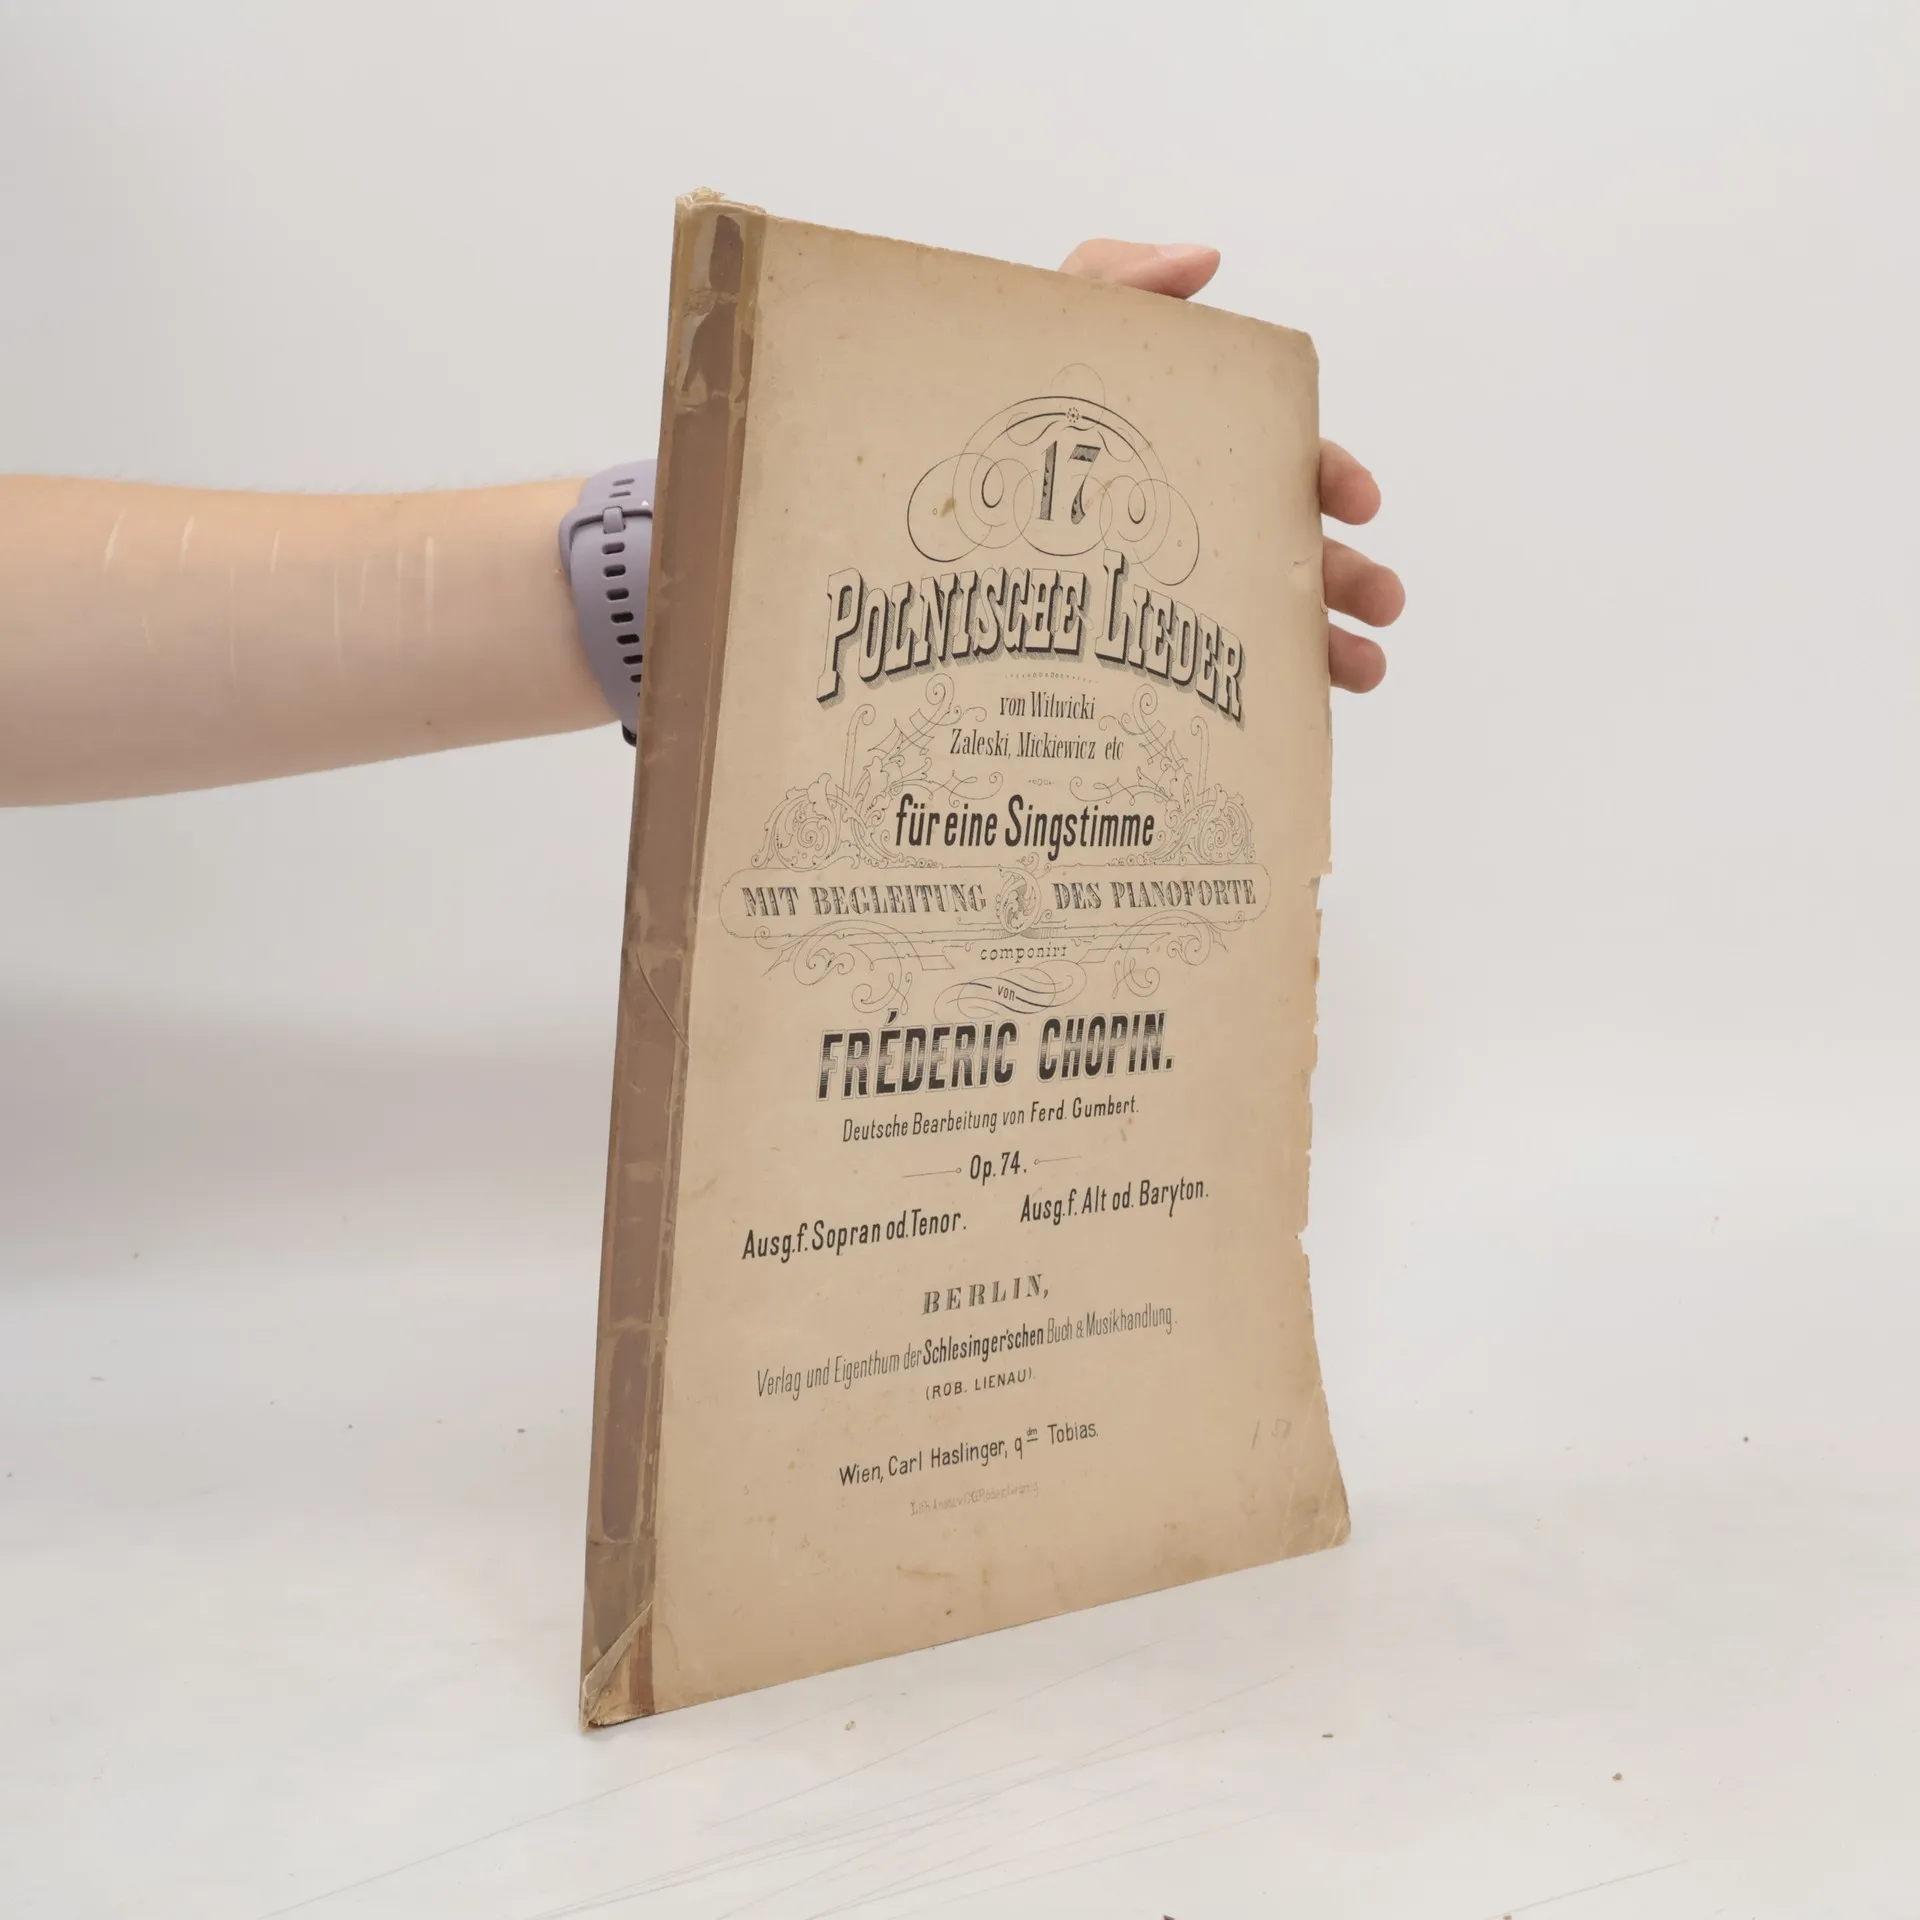 17
POLNISCHE LIEDER
von Witwicki
Zaleski, Mickiewicz etc
für eine Singstimme
MIT BEGLEITUNG DES PIANOFORTE
componirt
von
FRÉDERIC CHOPIN.
Deutsche Bearbeitung von Ferd. Gumbert.
Op. 74.
Ausg. f. Sopran od. Tenor. Ausg. f. Alt od. Baryton.
BERLIN,
Verlag und Eigenthum der Schlesinger'schen Buch & Musikhandlung.
(ROB. LIENAU).
Wien, Carl Haslinger, qdm Tobias.